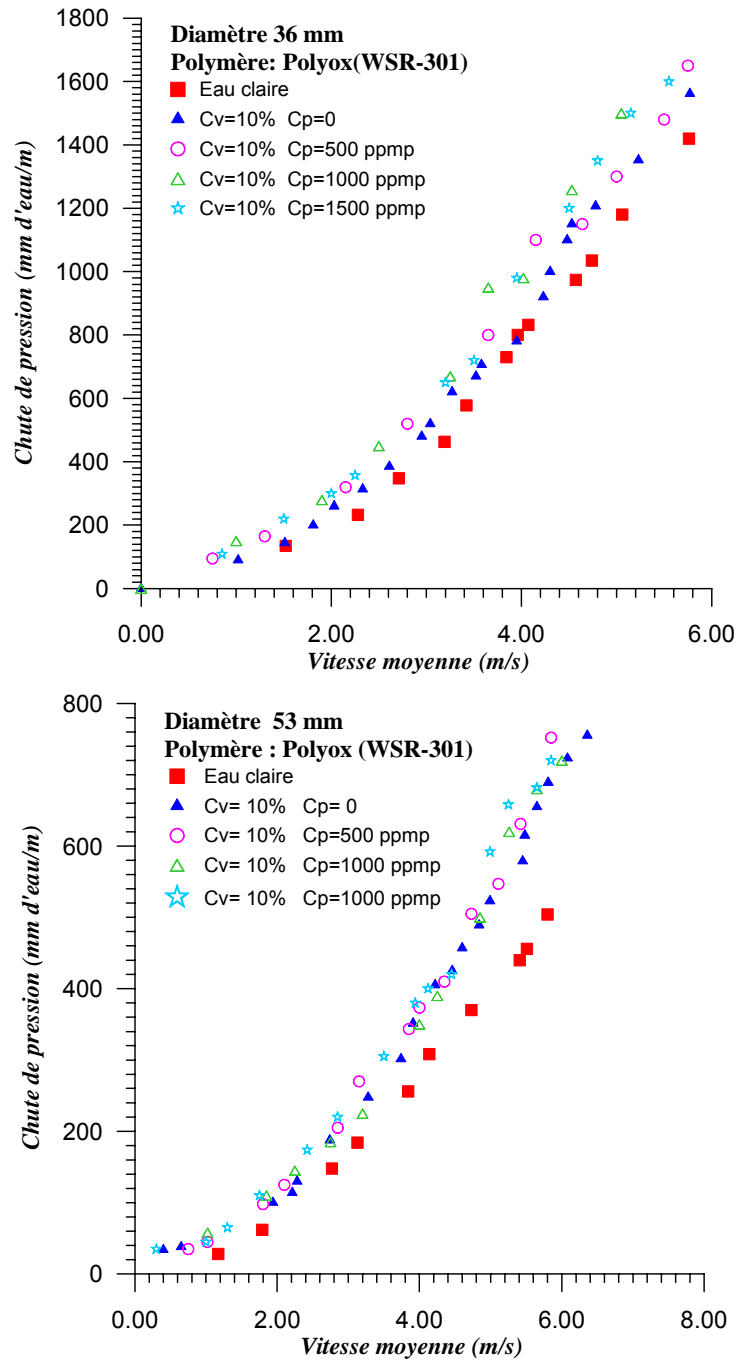 1800
1600
1400
1200
1000
800
600
400
200
0
Chute de pression (mm d'eau/m)
Diamètre 36 mm
Polymère: Polyox(WSR-301)
Eau claire
Cv=10% Cp=0
Cv=10% Cp=500 ppmp
Cv=10% Cp=1000 ppmp
Cv=10% Cp=1500 ppmp
0.00 2.00 4.00 6.00
Vitesse moyenne (m/s)
800
600
400
200
0
Chute de pression (mm d'eau/m)
Diamètre 53 mm
Polymère : Polyox (WSR-301)
Eau claire
Cv= 10% Cp= 0
Cv= 10% Cp=500 ppmp
Cv= 10% Cp=1000 ppmp
Cv= 10% Cp=1000 ppmp
0.00 2.00 4.00 6.00 8.00
Vitesse moyenne (m/s)